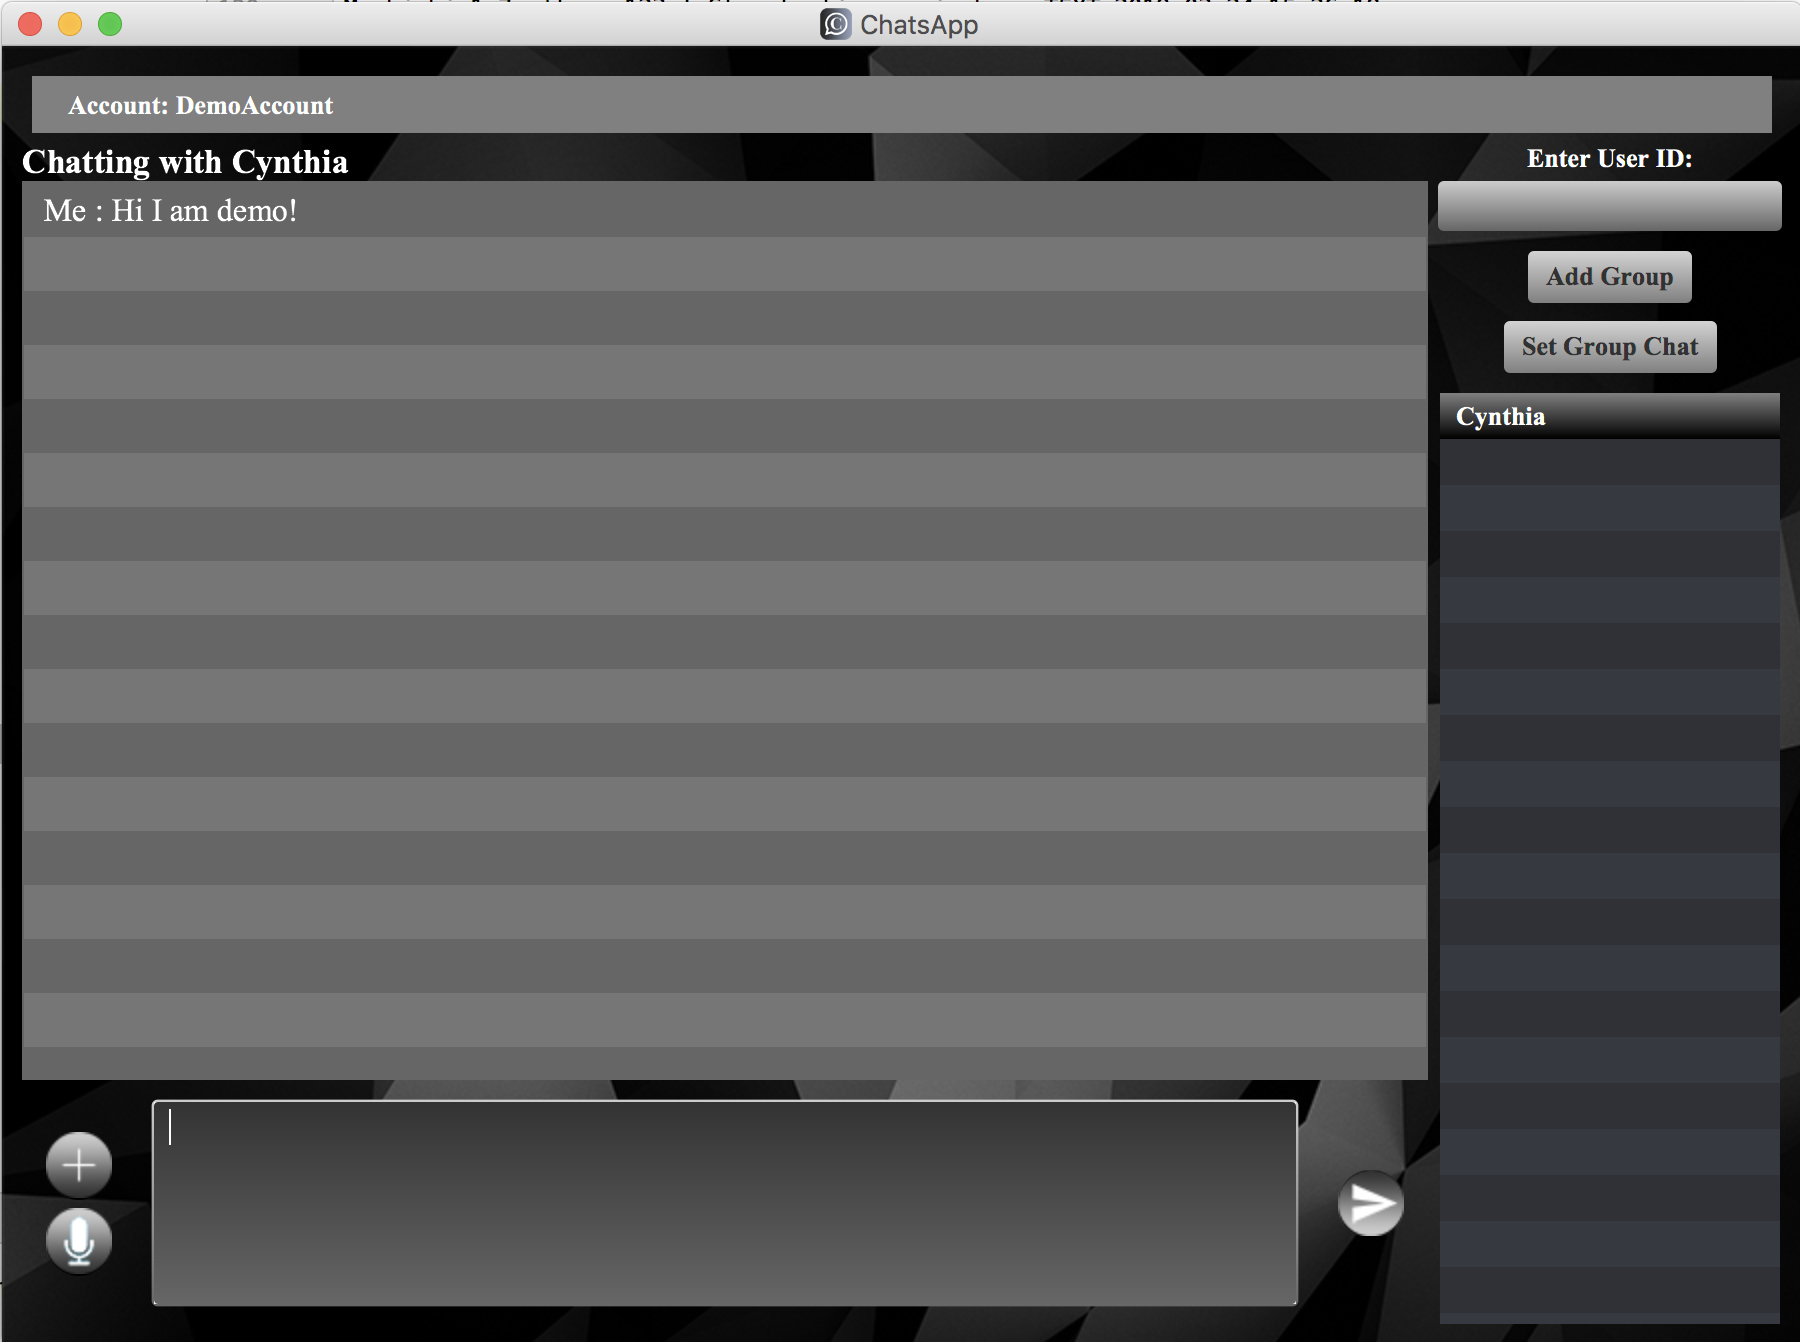 ChatsApp
Account: DemoAccount
Chatting with Cynthia
Enter User ID:
Me : Hi I am demo!
Add Group
Set Group Chat
Cynthia